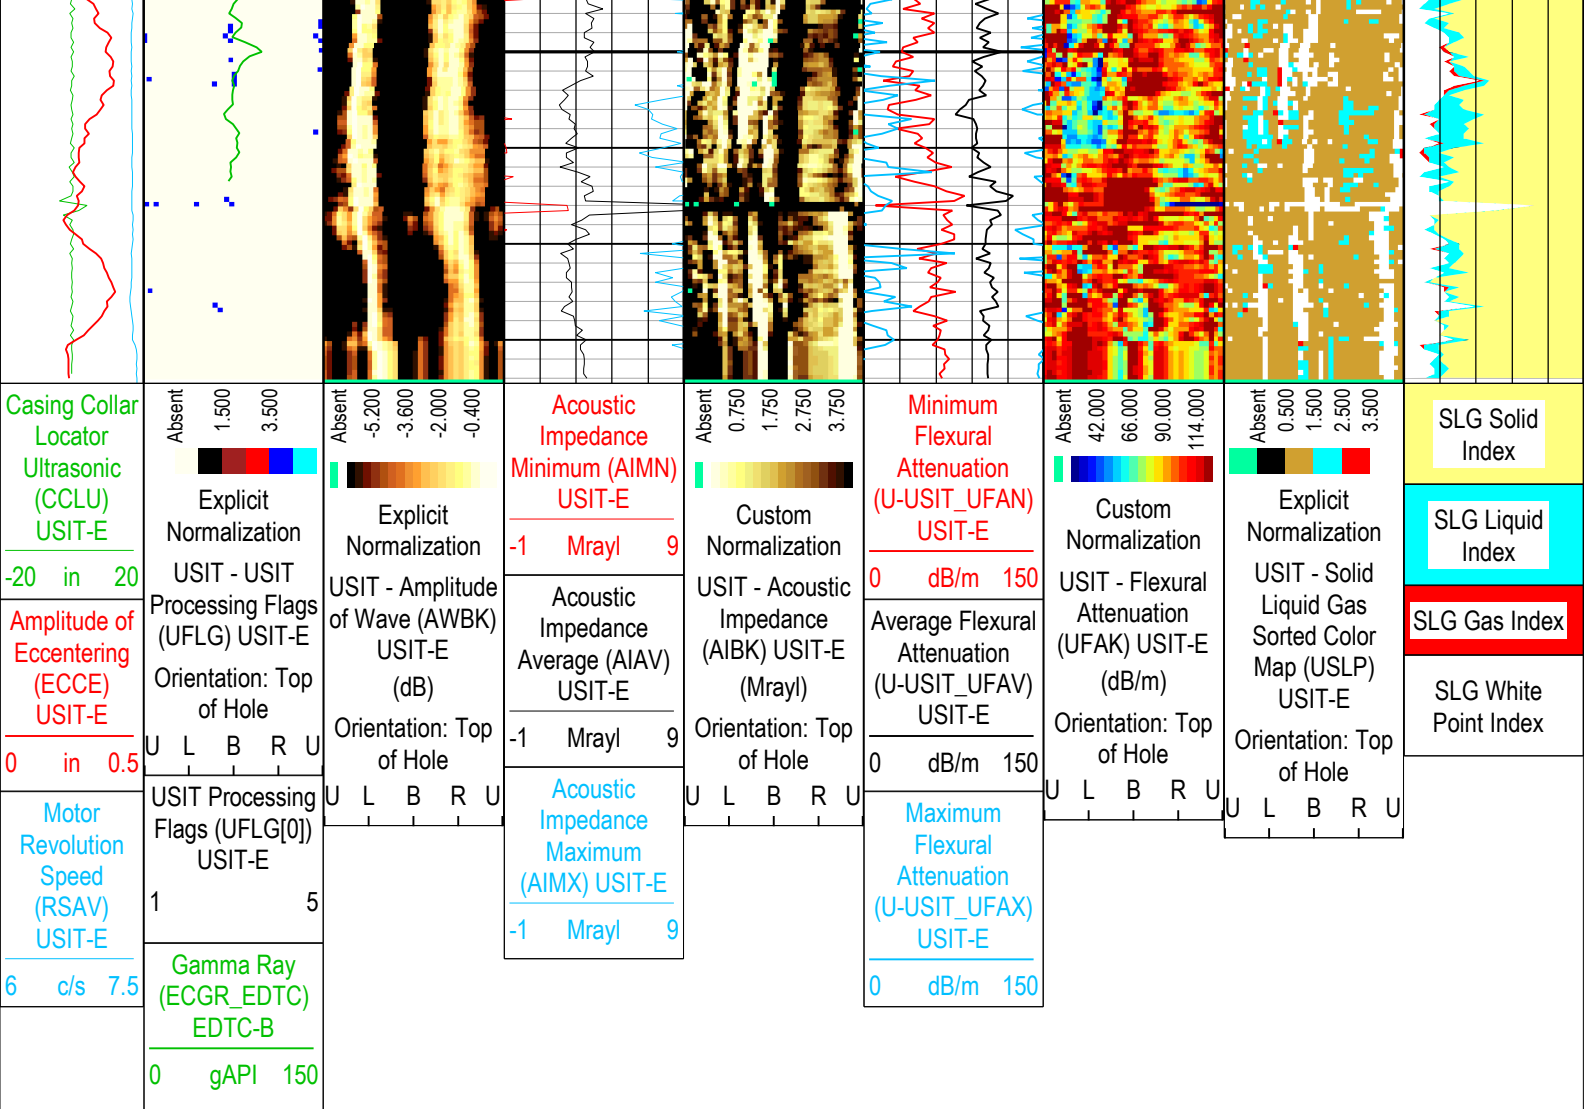 Casing Collar
Locator
Ultrasonic
(CCLU)
USIT-E
-20 in 20
Amplitude of
Eccentering
(ECCE)
USIT-E
0 in 0.5
Motor
Revolution
Speed
(RSAV)
USIT-E
6 c/s 7.5
Absent
1.500
3.500
Explicit
Normalization
USIT - USIT
Processing Flags
(UFLG) USIT-E
Orientation: Top
of Hole
U L B R U
USIT Processing
Flags (UFLG[0])
USIT-E
1 5
Gamma Ray
(ECGR_EDTC)
EDTC-B
0 gAPI 150
Absent
-5.200
-3.600
-2.000
-0.400
Explicit
Normalization
USIT - Amplitude
of Wave (AWBK)
USIT-E
(dB)
Orientation: Top
of Hole
U L B R U
Acoustic
Impedance
Minimum (AIMN)
USIT-E
-1 Mrayl 9
Acoustic
Impedance
Average (AIAV)
USIT-E
-1 Mrayl 9
Acoustic
Impedance
Maximum
(AIMX) USIT-E
-1 Mrayl 9
Absent
0.750
1.750
2.750
3.750
Custom
Normalization
USIT - Acoustic
Impedance
(AIBK) USIT-E
(Mrayl)
Orientation: Top
of Hole
U L B R U
Minimum
Flexural
Attenuation
(U-USIT_UFAN)
USIT-E
0 dB/m 150
Average Flexural
Attenuation
(U-USIT_UFAV)
USIT-E
0 dB/m 150
Maximum
Flexural
Attenuation
(U-USIT_UFAX)
USIT-E
0 dB/m 150
Absent
42.000
66.000
90.000
114.000
Custom
Normalization
USIT - Flexural
Attenuation
(UFAK) USIT-E
(dB/m)
Orientation: Top
of Hole
U L B R U
Absent
0.500
1.500
2.500
3.500
Explicit
Normalization
USIT - Solid
Liquid Gas
Sorted Color
Map (USLP)
USIT-E
Orientation: Top
of Hole
U L B R U
SLG Solid
Index
SLG Liquid
Index
SLG Gas Index
SLG White
Point Index